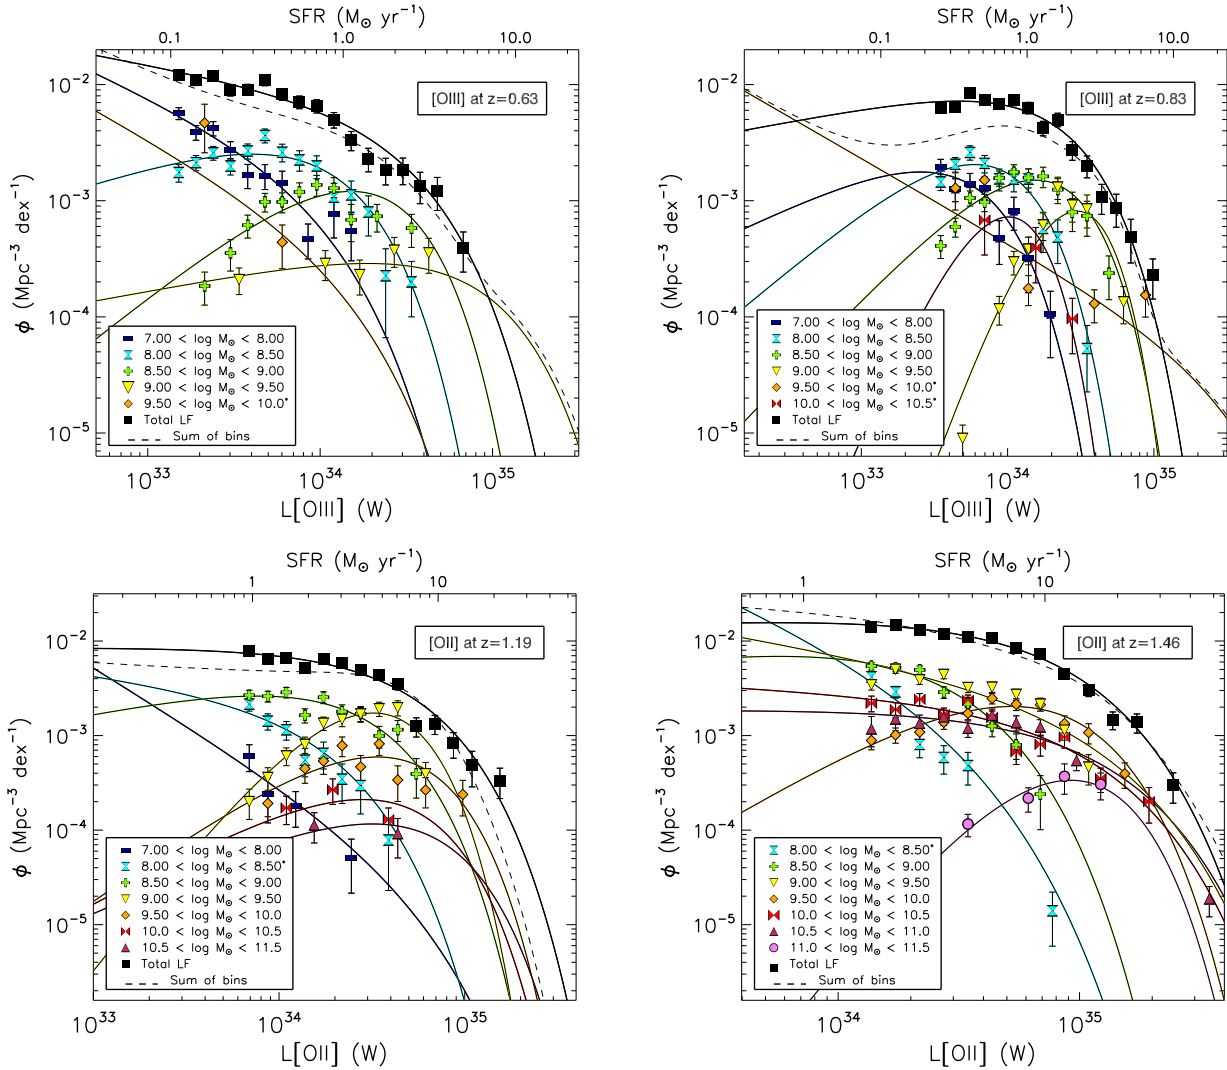 SFR (M⊙ yr⁻¹)
0.1 1.0 10.0
10⁻²
10⁻³
10⁻⁴
10⁻⁵
ϕ (Mpc⁻³ dex⁻¹)
[OIII] at z=0.63
7.00 < log M⊙ < 8.00
8.00 < log M⊙ < 8.50
8.50 < log M⊙ < 9.00
9.00 < log M⊙ < 9.50
9.50 < log M⊙ < 10.0*
Total LF
Sum of bins
10³³ 10³⁴ 10³⁵
L[OIII] (W)
SFR (M⊙ yr⁻¹)
0.1 1.0 10.0
10⁻²
10⁻³
10⁻⁴
10⁻⁵
ϕ (Mpc⁻³ dex⁻¹)
[OIII] at z=0.83
7.00 < log M⊙ < 8.00
8.00 < log M⊙ < 8.50
8.50 < log M⊙ < 9.00
9.00 < log M⊙ < 9.50
9.50 < log M⊙ < 10.0*
10.0 < log M⊙ < 10.5*
Total LF
Sum of bins
10³³ 10³⁴ 10³⁵
L[OIII] (W)
SFR (M⊙ yr⁻¹)
1 10
10⁻²
10⁻³
10⁻⁴
10⁻⁵
ϕ (Mpc⁻³ dex⁻¹)
[OII] at z=1.19
7.00 < log M⊙ < 8.00
8.00 < log M⊙ < 8.50*
8.50 < log M⊙ < 9.00
9.00 < log M⊙ < 9.50
9.50 < log M⊙ < 10.0
10.0 < log M⊙ < 10.5
10.5 < log M⊙ < 11.5
Total LF
Sum of bins
10³³ 10³⁴ 10³⁵
L[OII] (W)
SFR (M⊙ yr⁻¹)
1 10
10⁻²
10⁻³
10⁻⁴
10⁻⁵
ϕ (Mpc⁻³ dex⁻¹)
[OII] at z=1.46
8.00 < log M⊙ < 8.50*
8.50 < log M⊙ < 9.00
9.00 < log M⊙ < 9.50
9.50 < log M⊙ < 10.0
10.0 < log M⊙ < 10.5
10.5 < log M⊙ < 11.0
11.0 < log M⊙ < 11.5
Total LF
Sum of bins
10³⁴ 10³⁵
L[OII] (W)